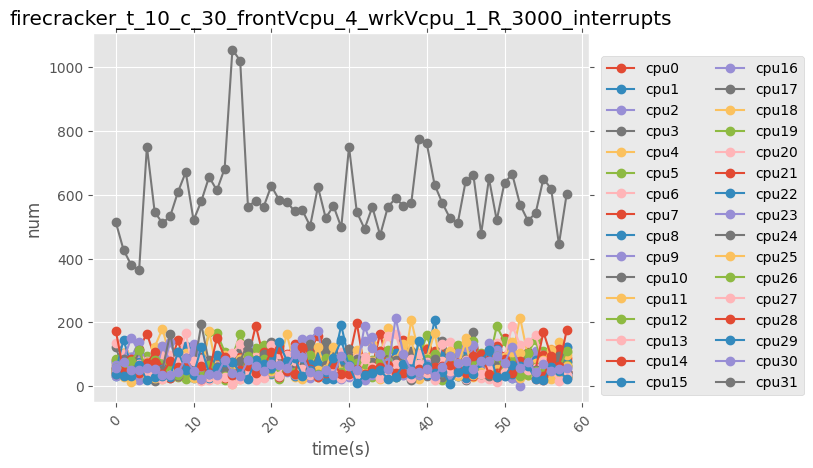 firecracker_t_10_c_30_frontVcpu_4_wrkVcpu_1_R_3000_interrupts
1000
800
600
400
200
0
num
0
10
20
30
40
50
60
time(s)
cpu0
cpu1
cpu2
cpu3
cpu4
cpu5
cpu6
cpu7
cpu8
cpu9
cpu10
cpu11
cpu12
cpu13
cpu14
cpu15
cpu16
cpu17
cpu18
cpu19
cpu20
cpu21
cpu22
cpu23
cpu24
cpu25
cpu26
cpu27
cpu28
cpu29
cpu30
cpu31